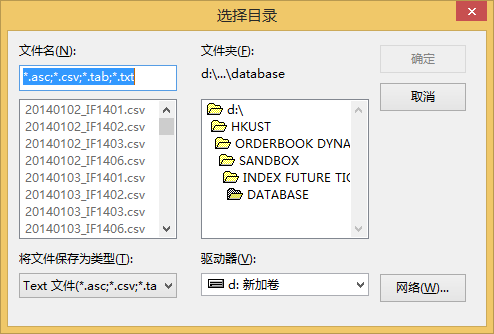 选择目录
文件名(N):
*.asc;*.csv;*.tab;*.txt
20140102_IF1401.csv
20140102_IF1402.csv
20140102_IF1403.csv
20140102_IF1406.csv
20140103_IF1401.csv
20140103_IF1402.csv
20140103_IF1403.csv
20140103_IF1406.csv
将文件保存为类型(T):
Text 文件(*.asc;*.csv;*.ta
文件夹(F):
d:\...\database
d:\
HKUST
ORDERBOOK DYNA
SANDBOX
INDEX FUTURE TIC
DATABASE
驱动器(V):
d: 新加卷
确定
取消
网络(W)...